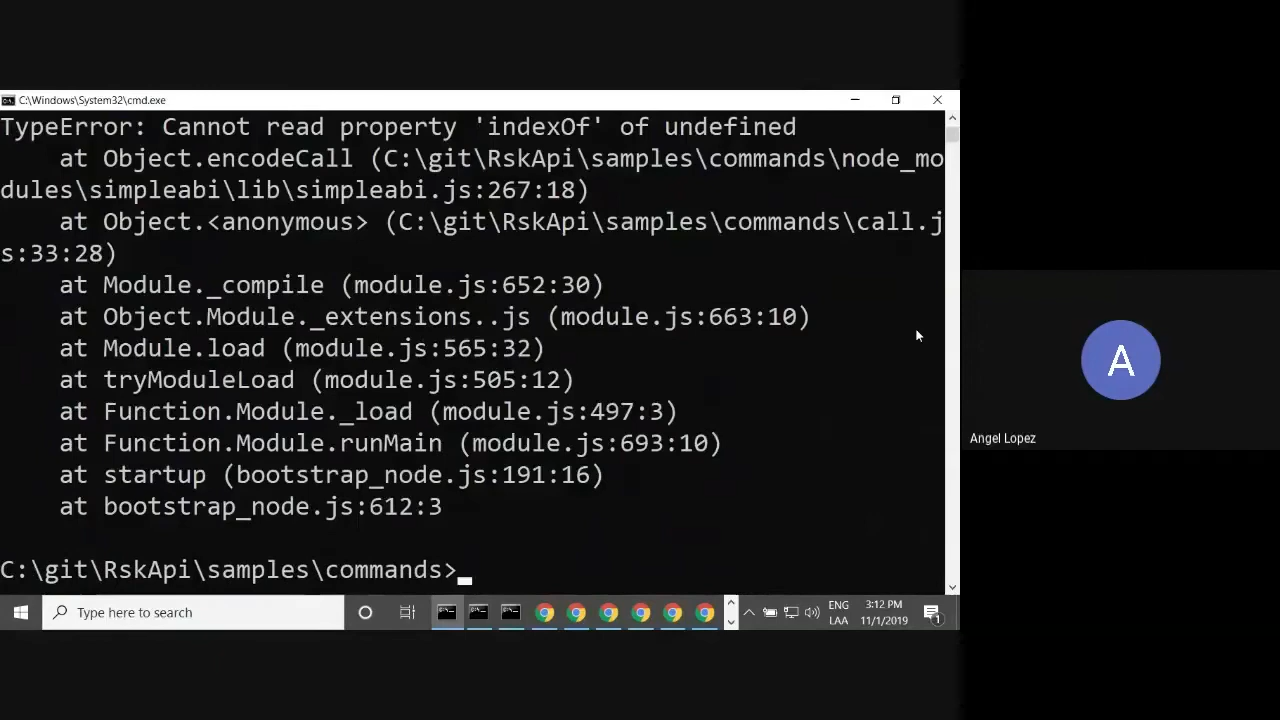 C:\Windows\System32\cmd.exe
TypeError: Cannot read property 'indexOf' of undefined
at Object.encodeCall (C:\git\RskApi\samples\commands\node_mo
dules\simpleabi\lib\simpleabi.js:267:18)
at Object.<anonymous> (C:\git\RskApi\samples\commands\call.j
s:33:28)
at Module._compile (module.js:652:30)
at Object.Module._extensions..js (module.js:663:10)
at Module.load (module.js:565:32)
at tryModuleLoad (module.js:505:12)
at Function.Module._load (module.js:497:3)
at Function.Module.runMain (module.js:693:10)
at startup (bootstrap_node.js:191:16)
at bootstrap_node.js:612:3
C:\git\RskApi\samples\commands>
A
Angel Lopez
Type here to search
ENG
LAA
3:12 PM
11/1/2019
1